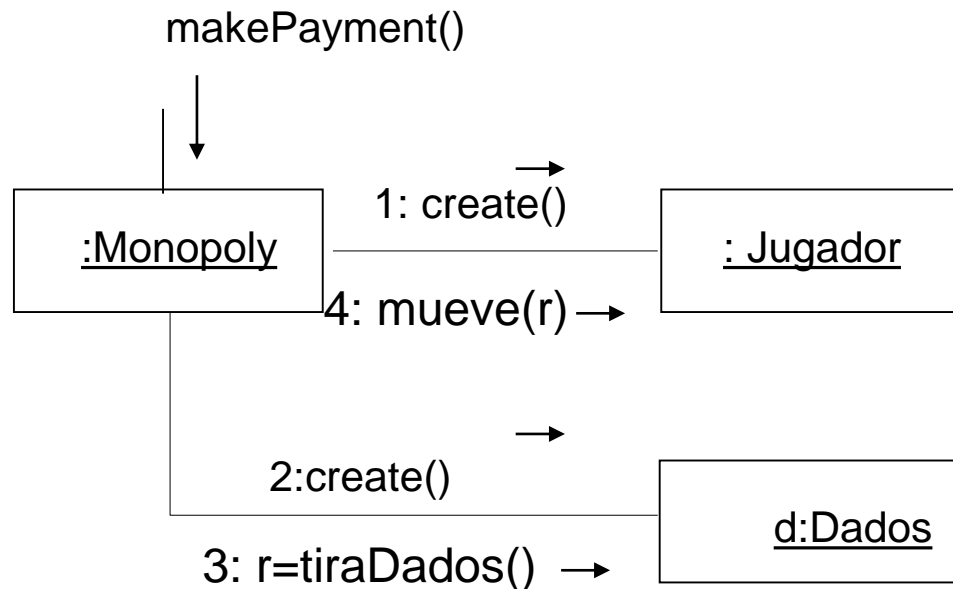 makePayment()
1: create()
:Monopoly
: Jugador
4: mueve(r)
2:create()
d:Dados
3: r=tiraDados()